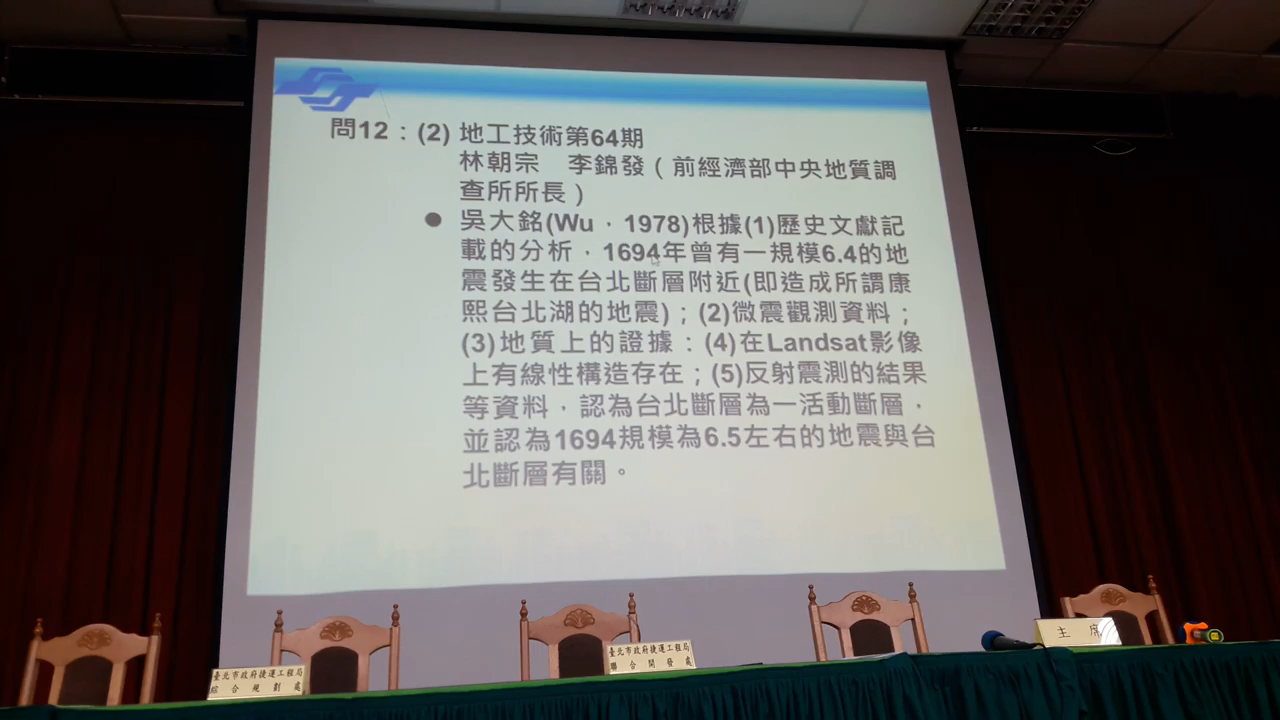 問12：(2) 地工技術第64期
林朝宗　李錦發（前經濟部中央地質調
查所所長）
● 吳大銘(Wu，1978)根據(1)歷史文獻記
載的分析，1694年曾有一規模6.4的地
震發生在台北斷層附近(即造成所謂康
熙台北湖的地震)；(2)微震觀測資料；
(3)地質上的證據：(4)在Landsat影像
上有線性構造存在；(5)反射震測的結果
等資料，認為台北斷層為一活動斷層，
並認為1694規模為6.5左右的地震與台
北斷層有關。
臺北市政府捷運工程局
綜合規劃處
臺北市政府捷運工程局
聯合開發處
主席